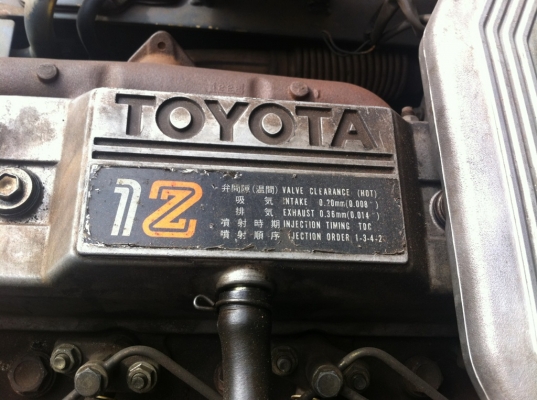 TOYOTA
1Z
弁間隙(温間) VALVE CLEARANCE (HOT)
吸 気 INTAKE 0.20mm(0.008")
排 気 EXHAUST 0.36mm(0.014")
噴射時期 INJECTION TIMING TDC
噴射順序 JECTION ORDER 1-3-4-2